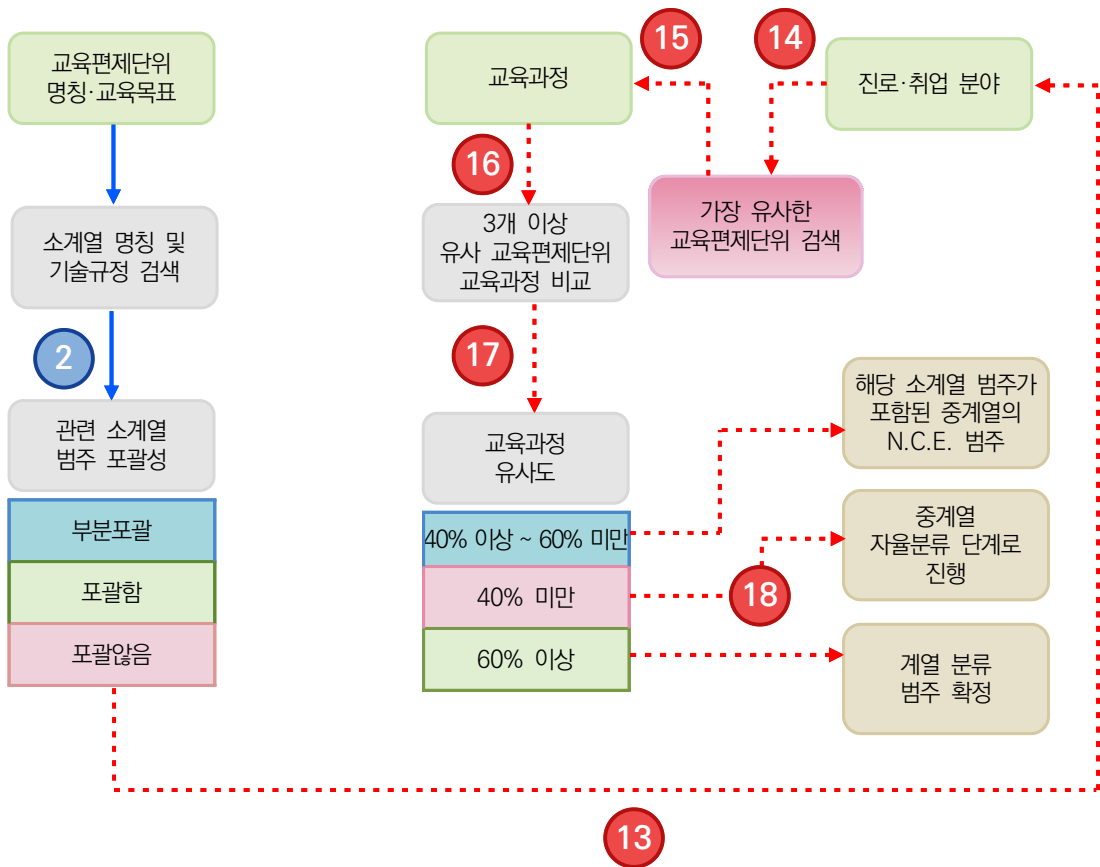 교육편제단위
명칭·교육목표
소계열 명칭 및
기술규정 검색
2
관련 소계열
범주 포괄성
부분포괄
포괄함
포괄않음
13
14
진로·취업 분야
가장 유사한
교육편제단위 검색
15
교육과정
16
3개 이상
유사 교육편제단위
교육과정 비교
17
교육과정
유사도
40% 이상 ~ 60% 미만
40% 미만
60% 이상
18
해당 소계열 범주가
포함된 중계열의
N.C.E. 범주
중계열
자율분류 단계로
진행
계열 분류
범주 확정